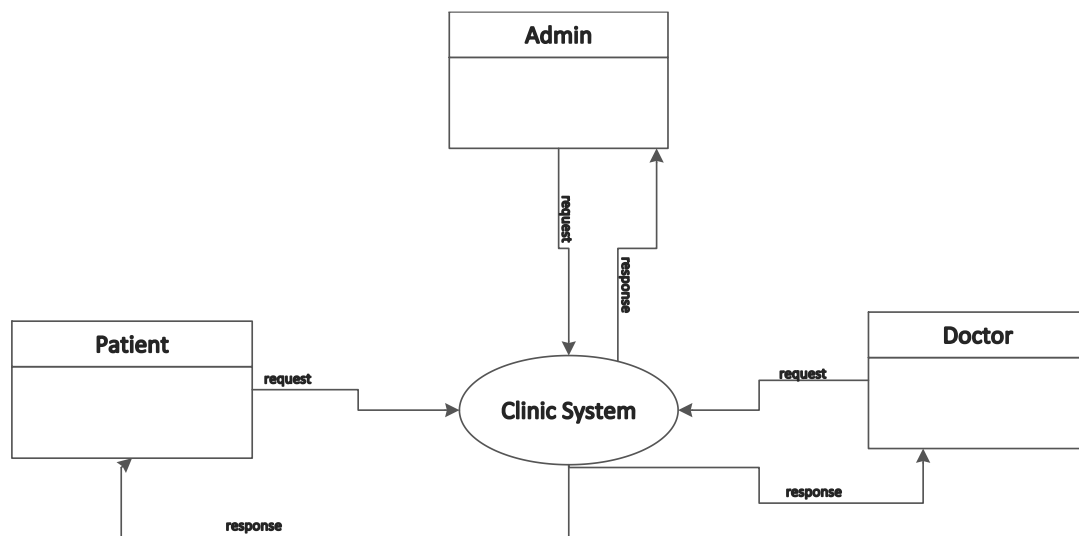 Admin
request
response
Patient
Doctor
request
request
Clinic System
response
response